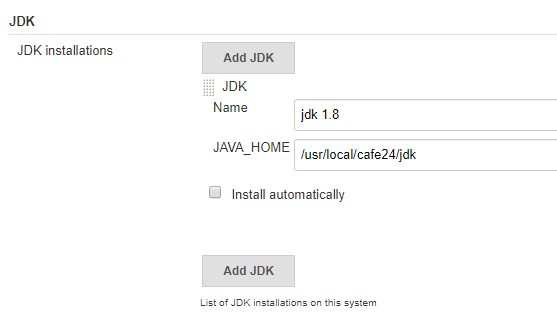 JDK
JDK installations
Add JDK
JDK
Name
jdk 1.8
JAVA_HOME
/usr/local/cafe24/jdk
Install automatically
Add JDK
List of JDK installations on this system